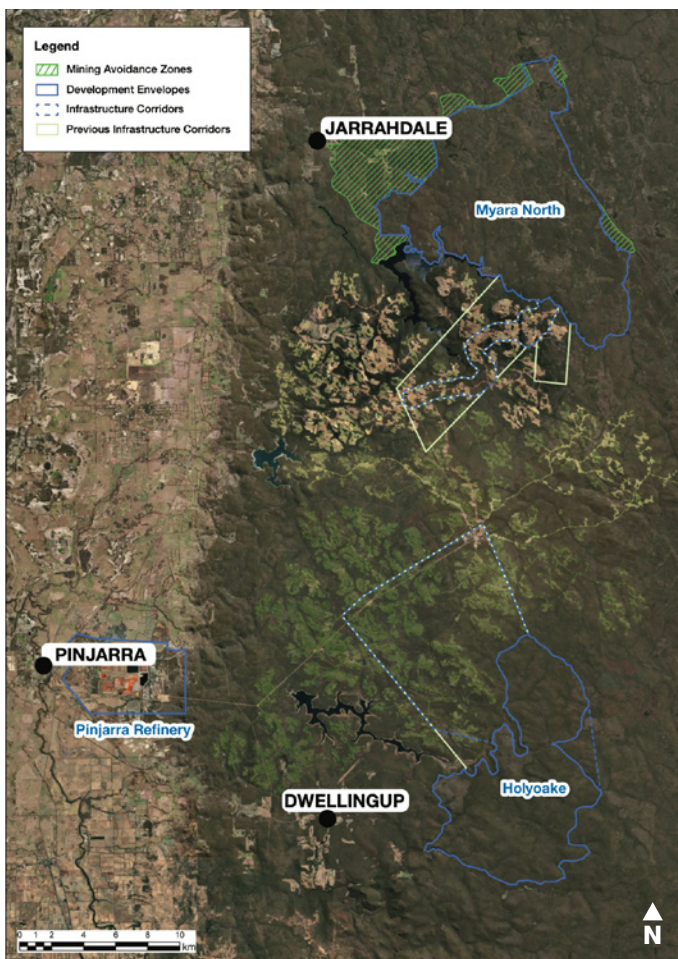 Legend
Mining Avoidance Zones
Development Envelopes
Infrastructure Corridors
Previous Infrastructure Corridors
JARRAHDALE
Myara North
PINJARRA
Pinjarra Refinery
Holyoake
DWELLINGUP
0 1 2 4 6 8 10
km
N